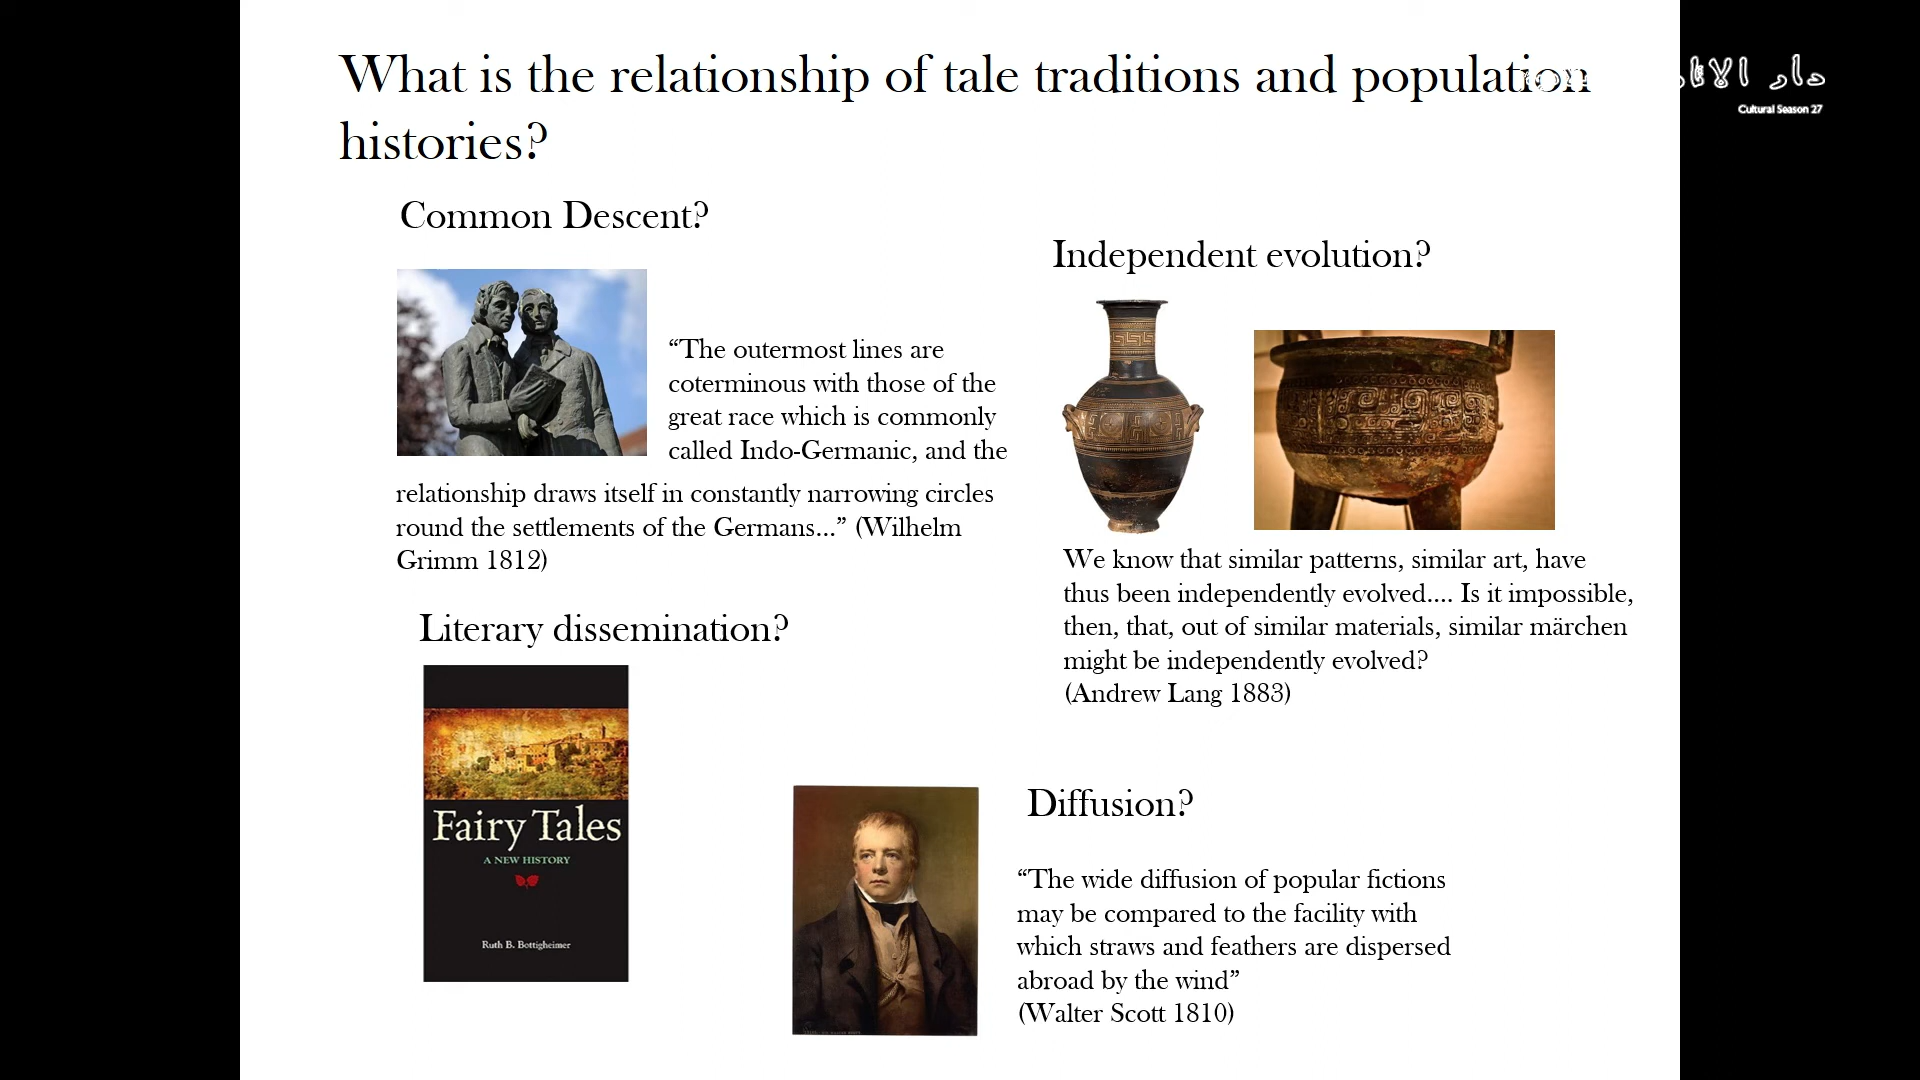 What is the relationship of tale traditions and population
histories?
دار الآثار
Cultural Season 27
Common Descent?
“The outermost lines are
coterminous with those of the
great race which is commonly
called Indo-Germanic, and the
relationship draws itself in constantly narrowing circles
round the settlements of the Germans...” (Wilhelm
Grimm 1812)
Independent evolution?
We know that similar patterns, similar art, have
thus been independently evolved.... Is it impossible,
then, that, out of similar materials, similar märchen
might be independently evolved?
(Andrew Lang 1883)
Literary dissemination?
Fairy Tales
A NEW HISTORY
Ruth B. Bottigheimer
Diffusion?
“The wide diffusion of popular fictions
may be compared to the facility with
which straws and feathers are dispersed
abroad by the wind”
(Walter Scott 1810)